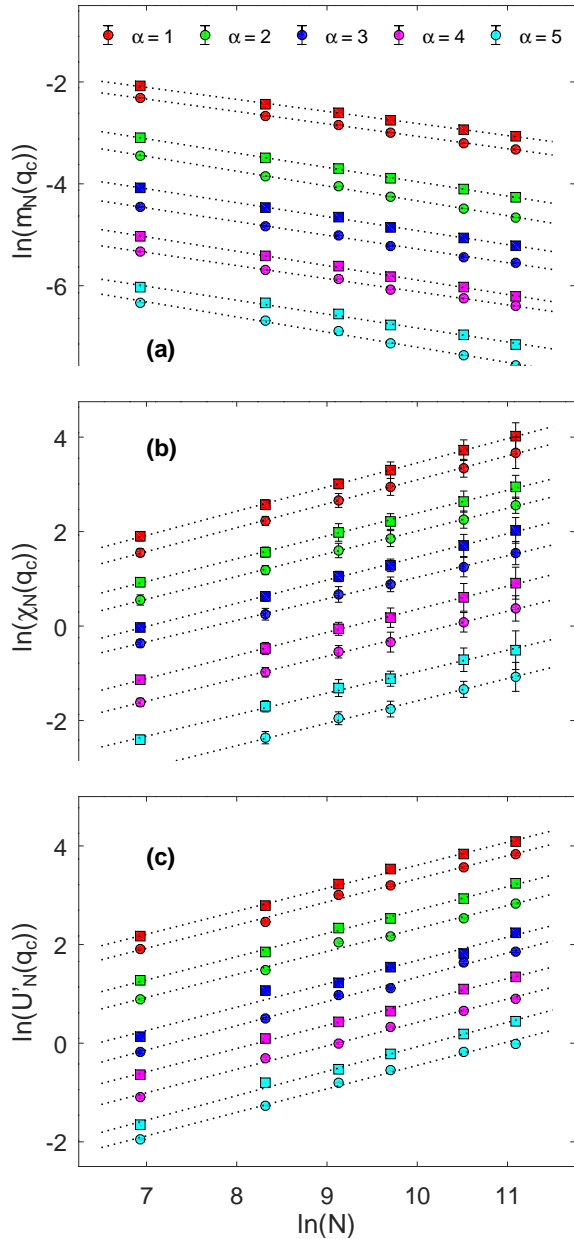 α = 1 α = 2 α = 3 α = 4 α = 5
-2
-4
-6
ln(m_N(q_c))
(a)
4
2
0
-2
ln(χ_N(q_c))
(b)
4
2
0
-2
ln(U'_N(q_c))
(c)
7 8 9 10 11
ln(N)